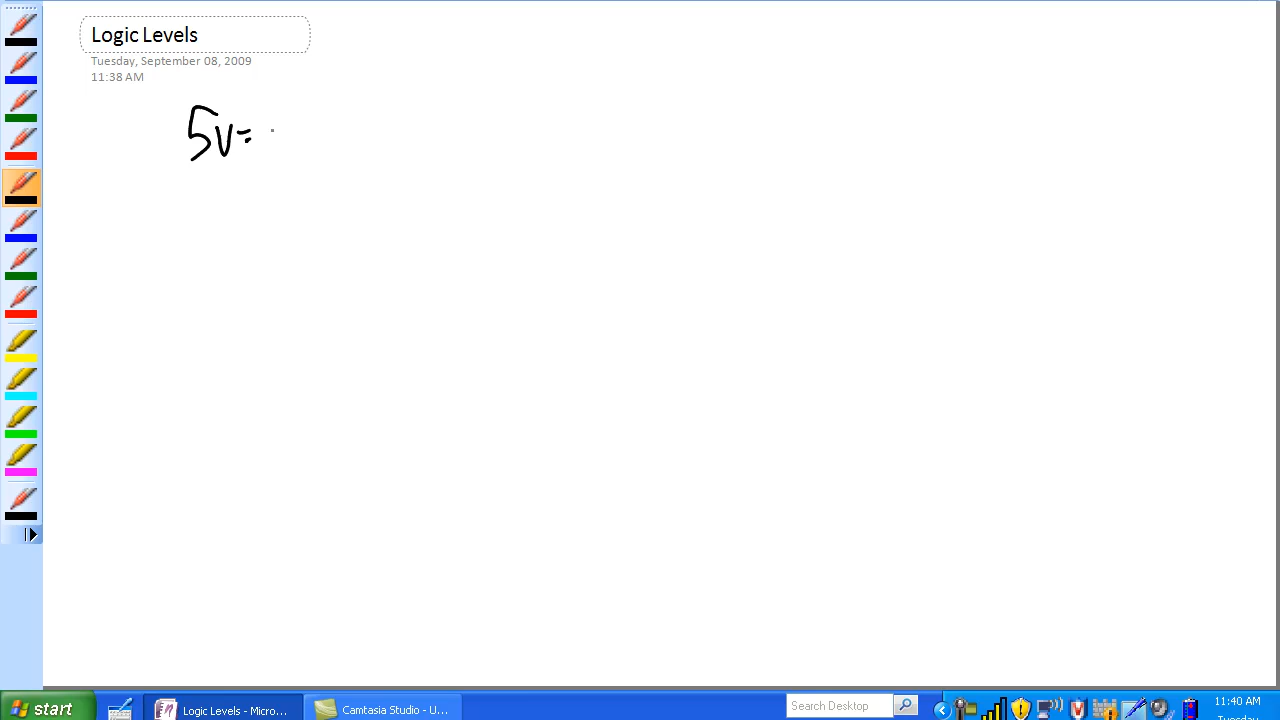 Logic Levels
Tuesday, September 08, 2009
11:38 AM
5V=
start
Logic Levels - Micro...
Camtasia Studio - U...
Search Desktop
11:40 AM
Tuesday